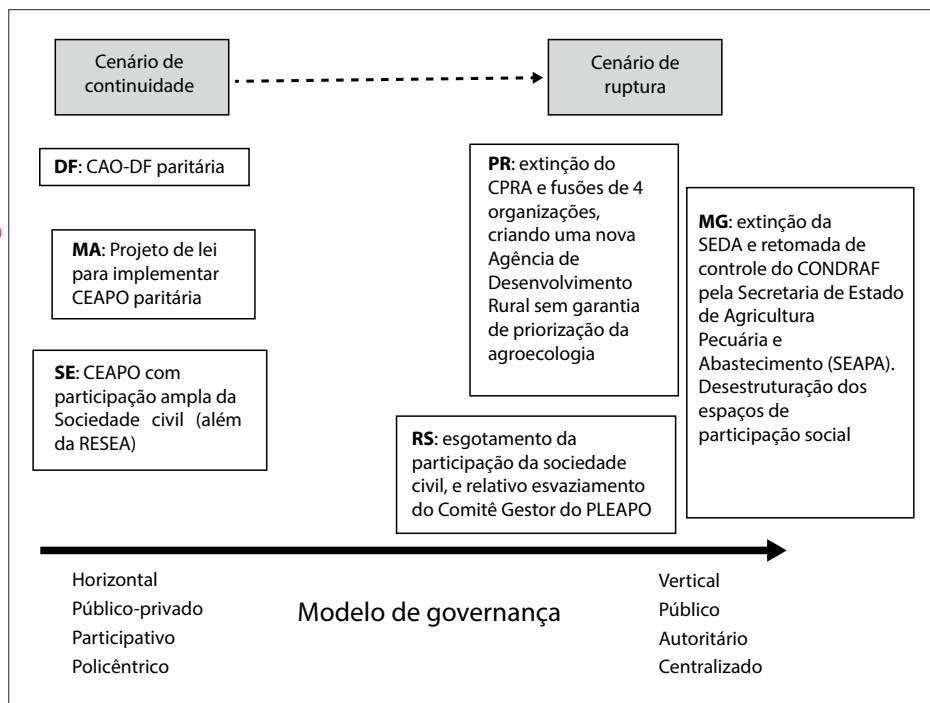 Cenário de
continuidade
Cenário de
ruptura
DF: CAO-DF paritária
MA: Projeto de lei
para implementar
CEAPO paritária
SE: CEAPO com
participação ampla da
Sociedade civil (além
da RESEA)
PR: extinção do
CPRA e fusões de 4
organizações,
criando uma nova
Agência de
Desenvolvimento
Rural sem garantia
de priorização da
agroecologia
MG: extinção da
SEDA e retomada de
controle do CONDRAF
pela Secretaria de Estado
de Agricultura
Pecuária e
Abastecimento (SEAPA).
Desestruturação dos
espaços de
participação social
RS: esgotamento da
participação da sociedade
civil, e relativo esvaziamento
do Comitê Gestor do PLEAPO
Horizontal
Público-privado
Participativo
Policêntrico
Modelo de governança
Vertical
Público
Autoritário
Centralizado